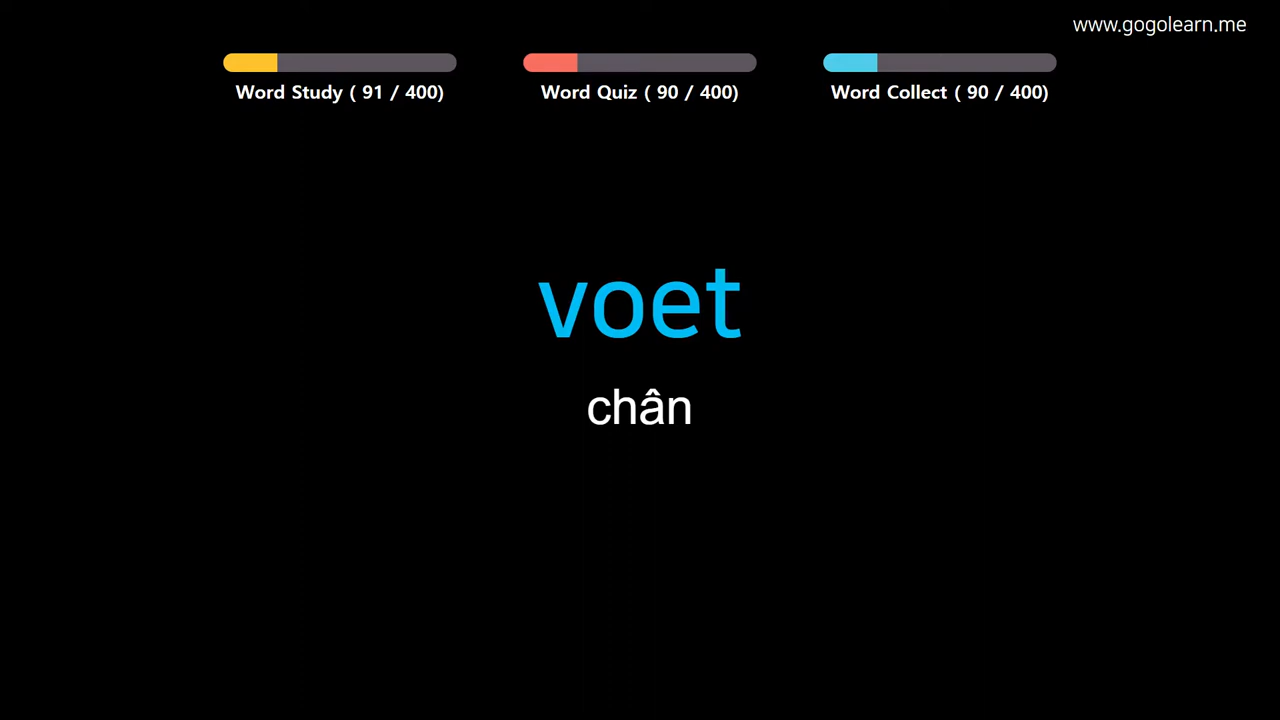 www.gogolearn.me
Word Study ( 91 / 400)
Word Quiz ( 90 / 400)
Word Collect ( 90 / 400)
voet
chân